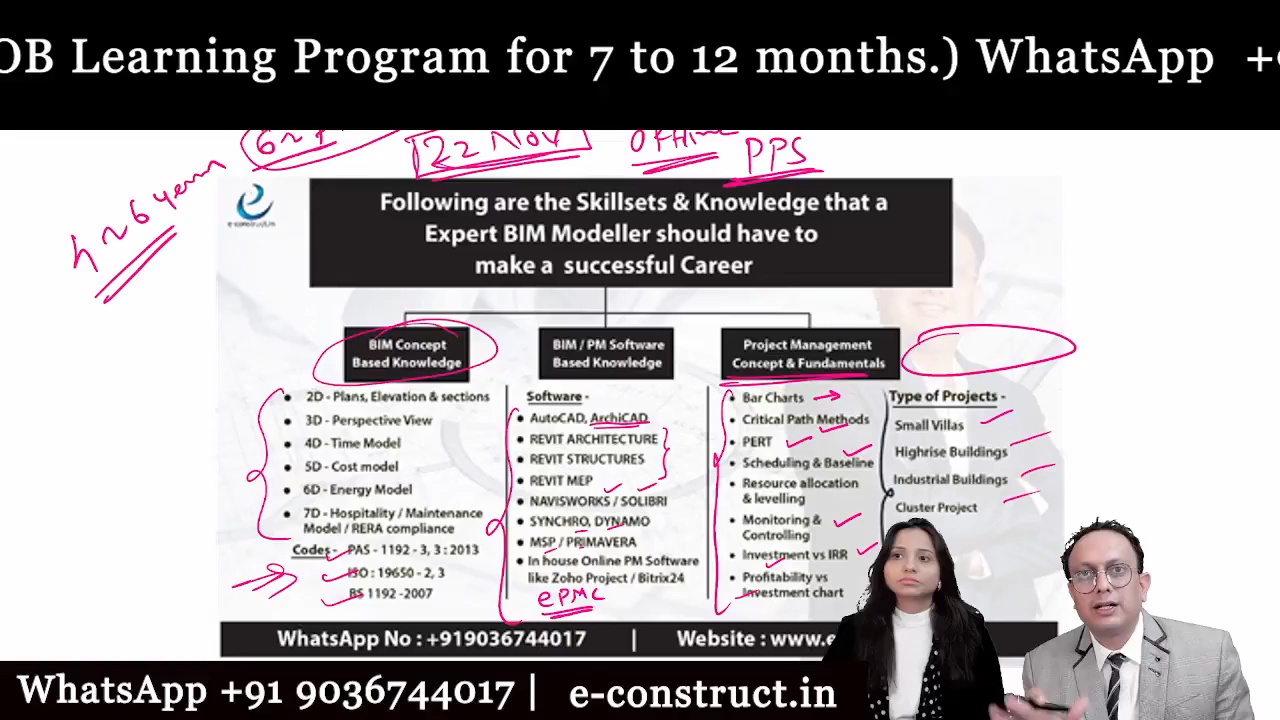 OB Learning Program for 7 to 12 months.) WhatsApp +
22 Nov
PPS
6 years
e-construct.in
Following are the Skillsets & Knowledge that a
Expert BIM Modeller should have to
make a successful Career
BIM Concept
Based Knowledge
2D - Plans, Elevation & sections
3D - Perspective View
4D - Time Model
5D - Cost model
6D - Energy Model
7D - Hospitality / Maintenance
Model / RERA compliance
Codes - PAS - 1192 - 3, 3 : 2013
ISO : 19650 - 2, 3
BS 1192 -2007
BIM / PM Software
Based Knowledge
Software -
AutoCAD, ArchiCAD
REVIT ARCHITECTURE
REVIT STRUCTURES
REVIT MEP
NAVISWORKS / SOLIBRI
SYNCHRO, DYNAMO
MSP / PRIMAVERA
In house Online PM Software
like Zoho Project / Bitrix24
ePMC
Project Management
Concept & Fundamentals
Bar Charts
Critical Path Methods
PERT
Scheduling & Baseline
Resource allocation
& levelling
Monitoring &
Controlling
Investment vs IRR
Profitability vs
Investment chart
Type of Projects -
Small Villas
Highrise Buildings
Industrial Buildings
Cluster Project
WhatsApp No : +919036744017 | Website : www.e
WhatsApp +91 9036744017 | e-construct.in